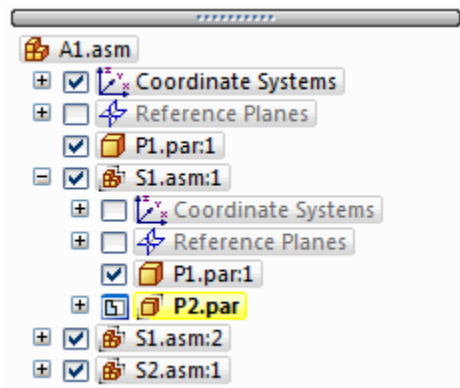 A1.asm
Coordinate Systems
Reference Planes
P1.par:1
S1.asm:1
Coordinate Systems
Reference Planes
P1.par:1
P2.par
S1.asm:2
S2.asm:1